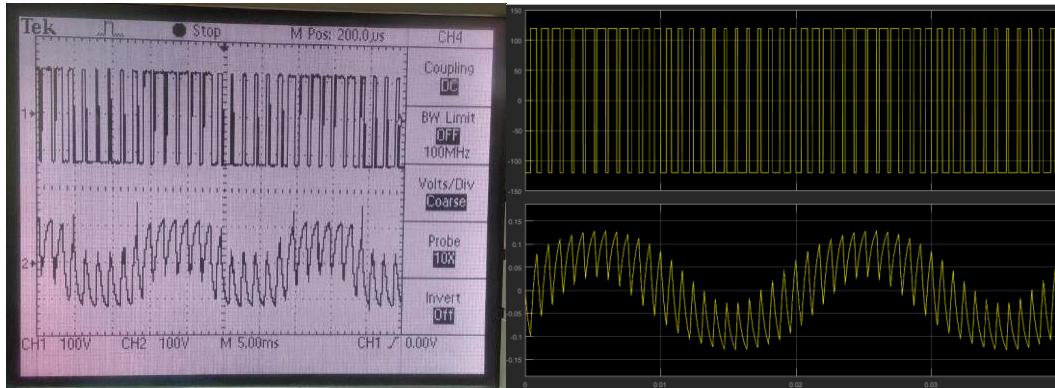 Tek Stop M Pos: 200.0us CH4
Coupling
DC
BW Limit
OFF
100MHz
Volts/Div
Coarse
Probe
10X
Invert
Off
1
2
CH1 100V CH2 100V M 5.00ms CH1 0.00V
150
100
50
0
-50
-100
-150
0.15
0.1
0.05
0
-0.05
-0.1
-0.15
0 0.01 0.02 0.03